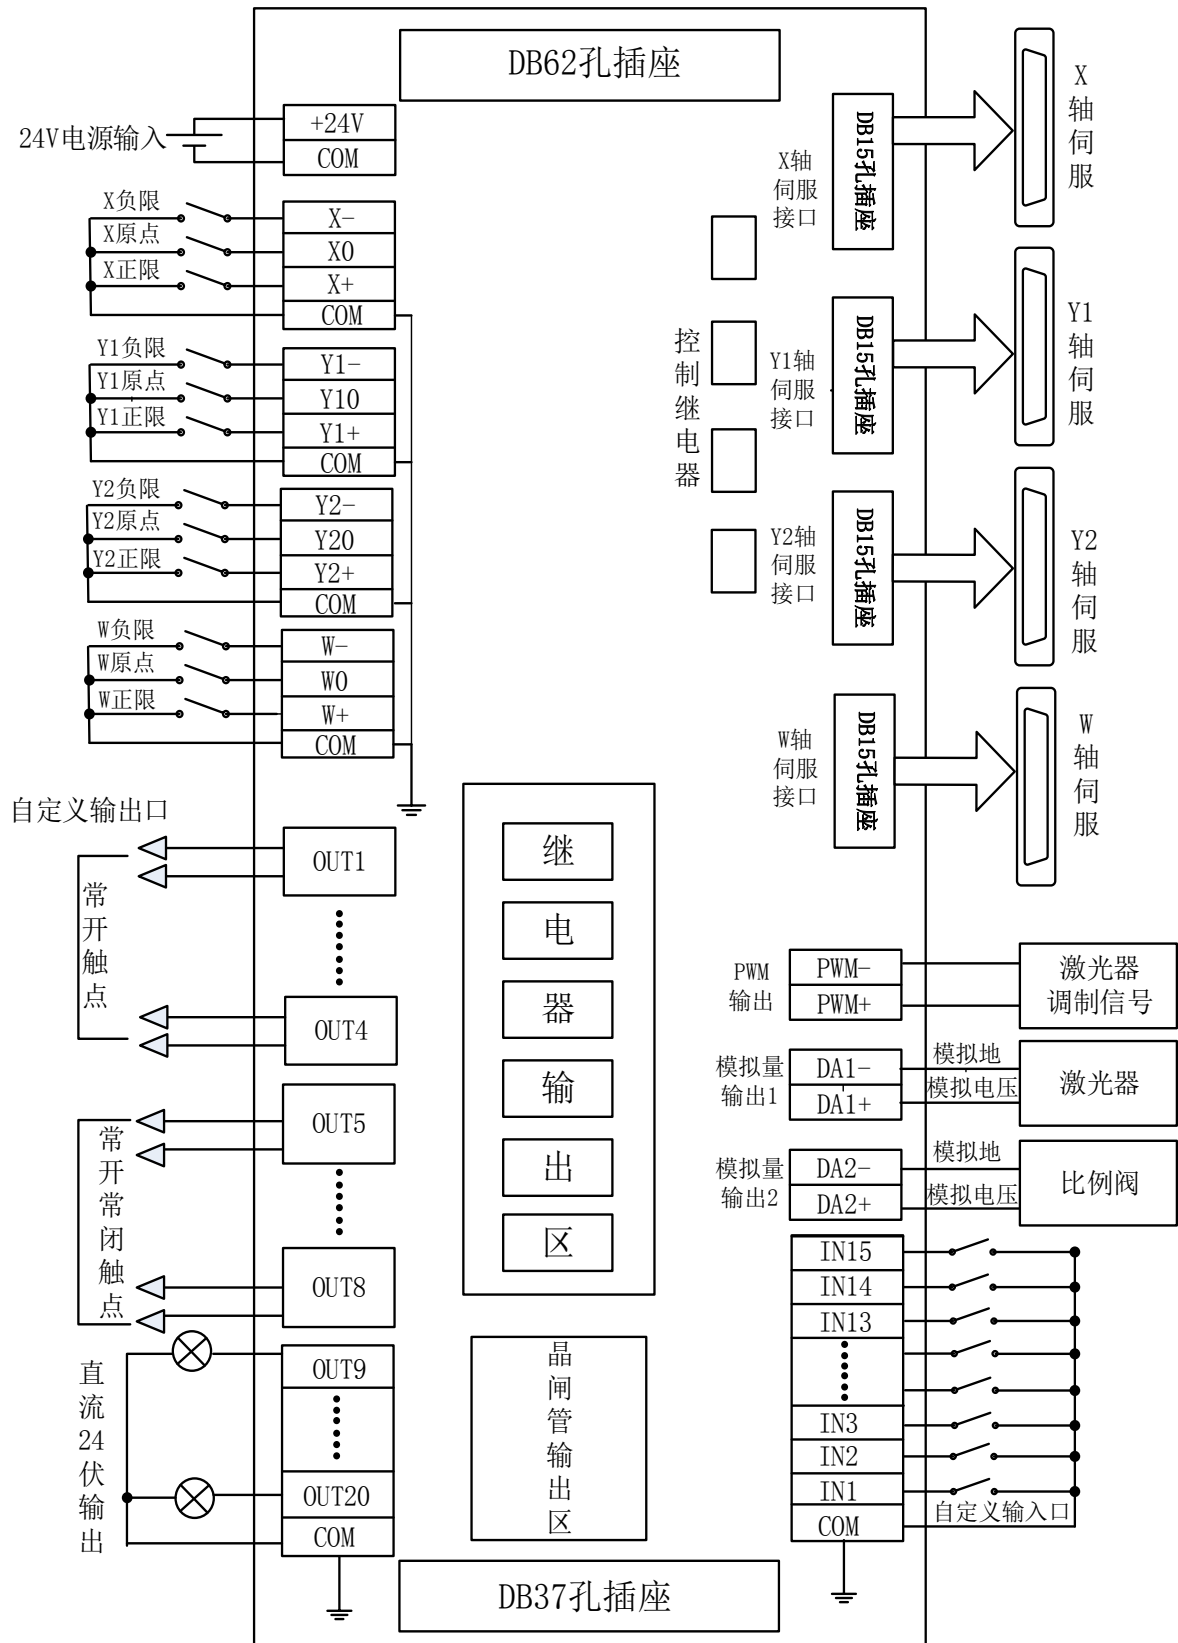 DB62孔插座
24V电源输入
+24V
COM
X负限
X原点
X正限
X-
X0
X+
COM
Y1负限
Y1原点
Y1正限
Y1-
Y10
Y1+
COM
Y2负限
Y2原点
Y2正限
Y2-
Y20
Y2+
COM
W负限
W原点
W正限
W-
W0
W+
COM
自定义输出口
常开触点
OUT1
OUT4
常开常闭触点
OUT5
OUT8
直流24伏输出
OUT9
OUT20
COM
继电器输出区
晶闸管输出区
DB37孔插座
控制继电器
X轴
伺服
接口
DB15孔插座
X轴伺服
Y1轴
伺服
接口
DB15孔插座
Y1轴伺服
Y2轴
伺服
接口
DB15孔插座
Y2轴伺服
W轴
伺服
接口
DB15孔插座
W轴伺服
PWM
输出
PWM-
PWM+
激光器
调制信号
模拟量
输出1
DA1-
DA1+
模拟地
模拟电压
激光器
模拟量
输出2
DA2-
DA2+
模拟地
模拟电压
比例阀
IN15
IN14
IN13
IN3
IN2
IN1
COM
自定义输入口